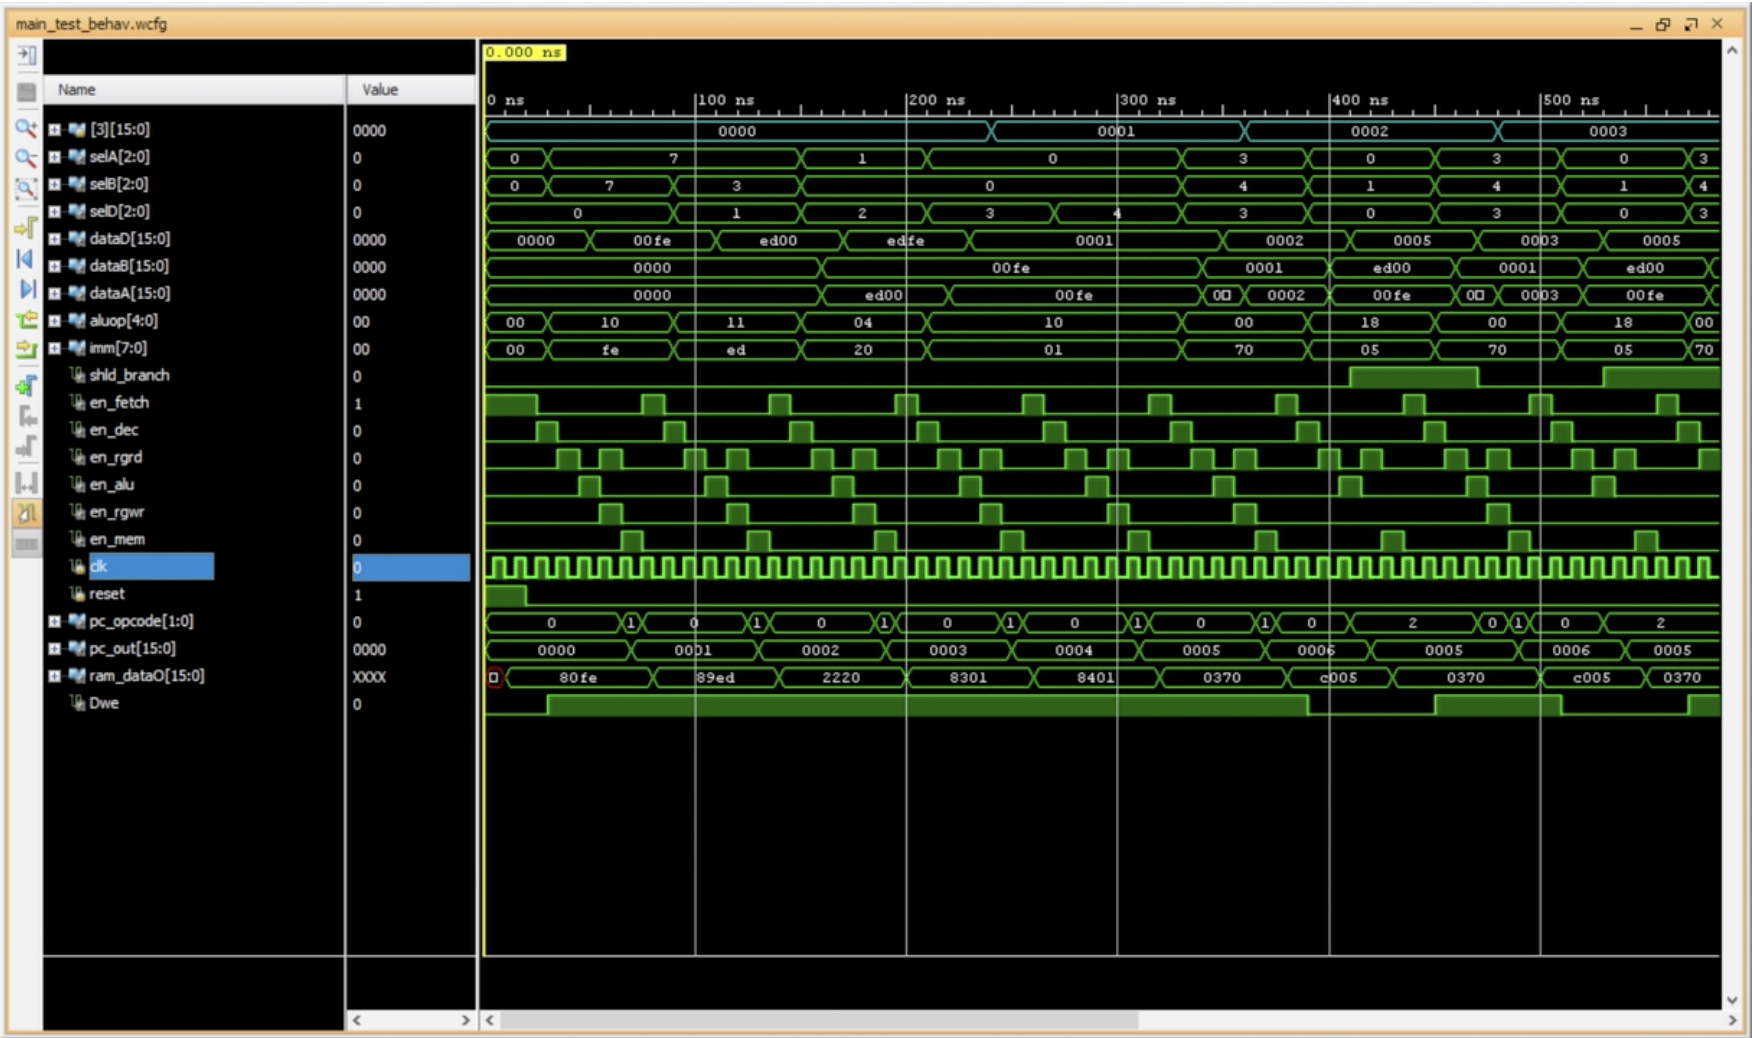 main_test_behav.wcfg
0.000 ns
Name Value
0 ns 100 ns 200 ns 300 ns 400 ns 500 ns
[3][15:0] 0000 0000 0001 0002 0003
selA[2:0] 0 0 7 1 0 3 0 3 0 3
selB[2:0] 0 0 7 3 0 4 1 4 1 4
selD[2:0] 0 0 1 2 3 4 3 0 3 0 3
dataD[15:0] 0000 0000 00fe ed00 edfe 0001 0002 0005 0003 0005
dataB[15:0] 0000 0000 00fe 0001 ed00 0001 ed00
dataA[15:0] 0000 0000 ed00 00fe 00 0002 00fe 00 0003 00fe
aluop[4:0] 00 00 10 11 04 10 00 18 00 18 00
imm[7:0] 00 00 fe ed 20 01 70 05 70 05 70
shld_branch 0
en_fetch 1
en_dec 0
en_rgrd 0
en_alu 0
en_rgwr 0
en_mem 0
clk 0
reset 1
pc_opcode[1:0] 0 0 1 0 1 0 1 0 1 0 1 0 1 0 2 0 1 0 2
pc_out[15:0] 0000 0000 0001 0002 0003 0004 0005 0006 0005 0006 0005
ram_dataO[15:0] XXXX 80fe 89ed 2220 8301 8401 0370 c005 0370 c005 0370
Dwe 0